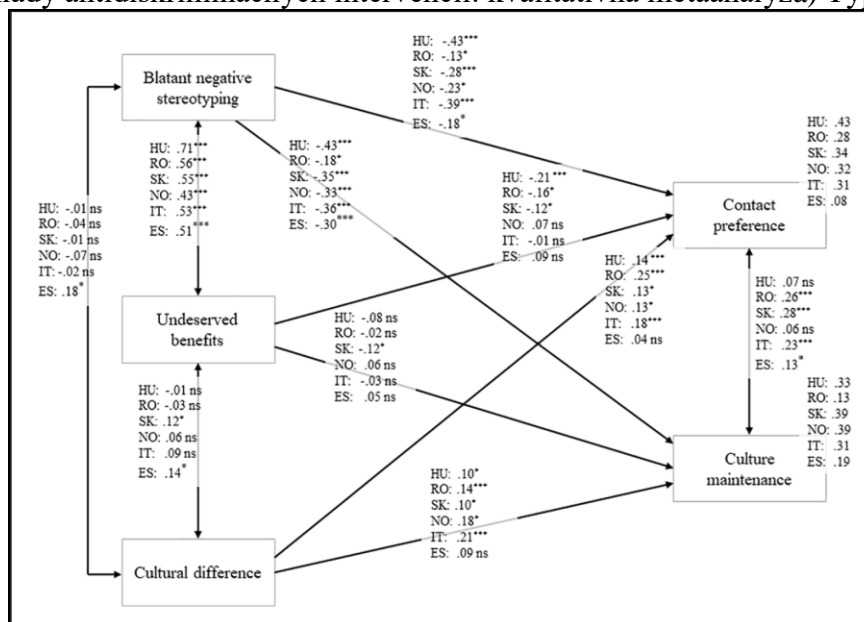 antidiskriminačných intervencií: kvalitatívna metaanalýza)
HU: -.43***
RO: -.13*
SK: -.28***
NO: -.23*
IT: -.39***
ES: -.18*
Blatant negative
stereotyping
HU: .71***
RO: .56***
SK: .55***
NO: .43***
IT: .53***
ES: .51***
HU: -.43***
RO: -.18*
SK: -.35***
NO: -.33***
IT: -.36***
ES: -.30***
HU: -.21***
RO: -.16*
SK: -.12*
NO: .07 ns
IT: -.01 ns
ES: .09 ns
HU: .43
RO: .28
SK: .34
NO: .32
IT: .31
ES: .08
Contact
preference
HU: -.01 ns
RO: -.04 ns
SK: -.01 ns
NO: -.07 ns
IT: -.02 ns
ES: .18*
HU: .14***
RO: .25***
SK: .13*
NO: .13*
IT: .18***
ES: .04 ns
HU: .07 ns
RO: .26***
SK: .28***
NO: .06 ns
IT: .23***
ES: .13*
Undeserved
benefits
HU: -.08 ns
RO: -.02 ns
SK: -.12*
NO: .06 ns
IT: -.03 ns
ES: .05 ns
HU: -.01 ns
RO: -.03 ns
SK: .12*
NO: .06 ns
IT: .09 ns
ES: .14*
HU: .33
RO: .13
SK: .39
NO: .39
IT: .31
ES: .19
Culture
maintenance
HU: .10*
RO: .14***
SK: .10*
NO: .18*
IT: .21***
ES: .09 ns
Cultural difference